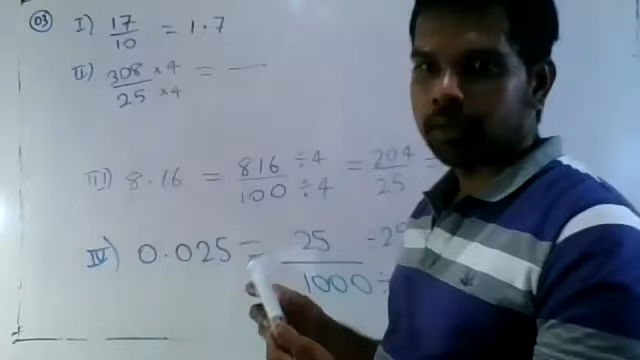 03 I) 17/10 = 1.7
II) 308 × 4 / 25 × 4 = —
III) 8.16 = 816 ÷ 4 / 100 ÷ 4 = 204/25 =
IV) 0.025 = 25 / 1000 ÷